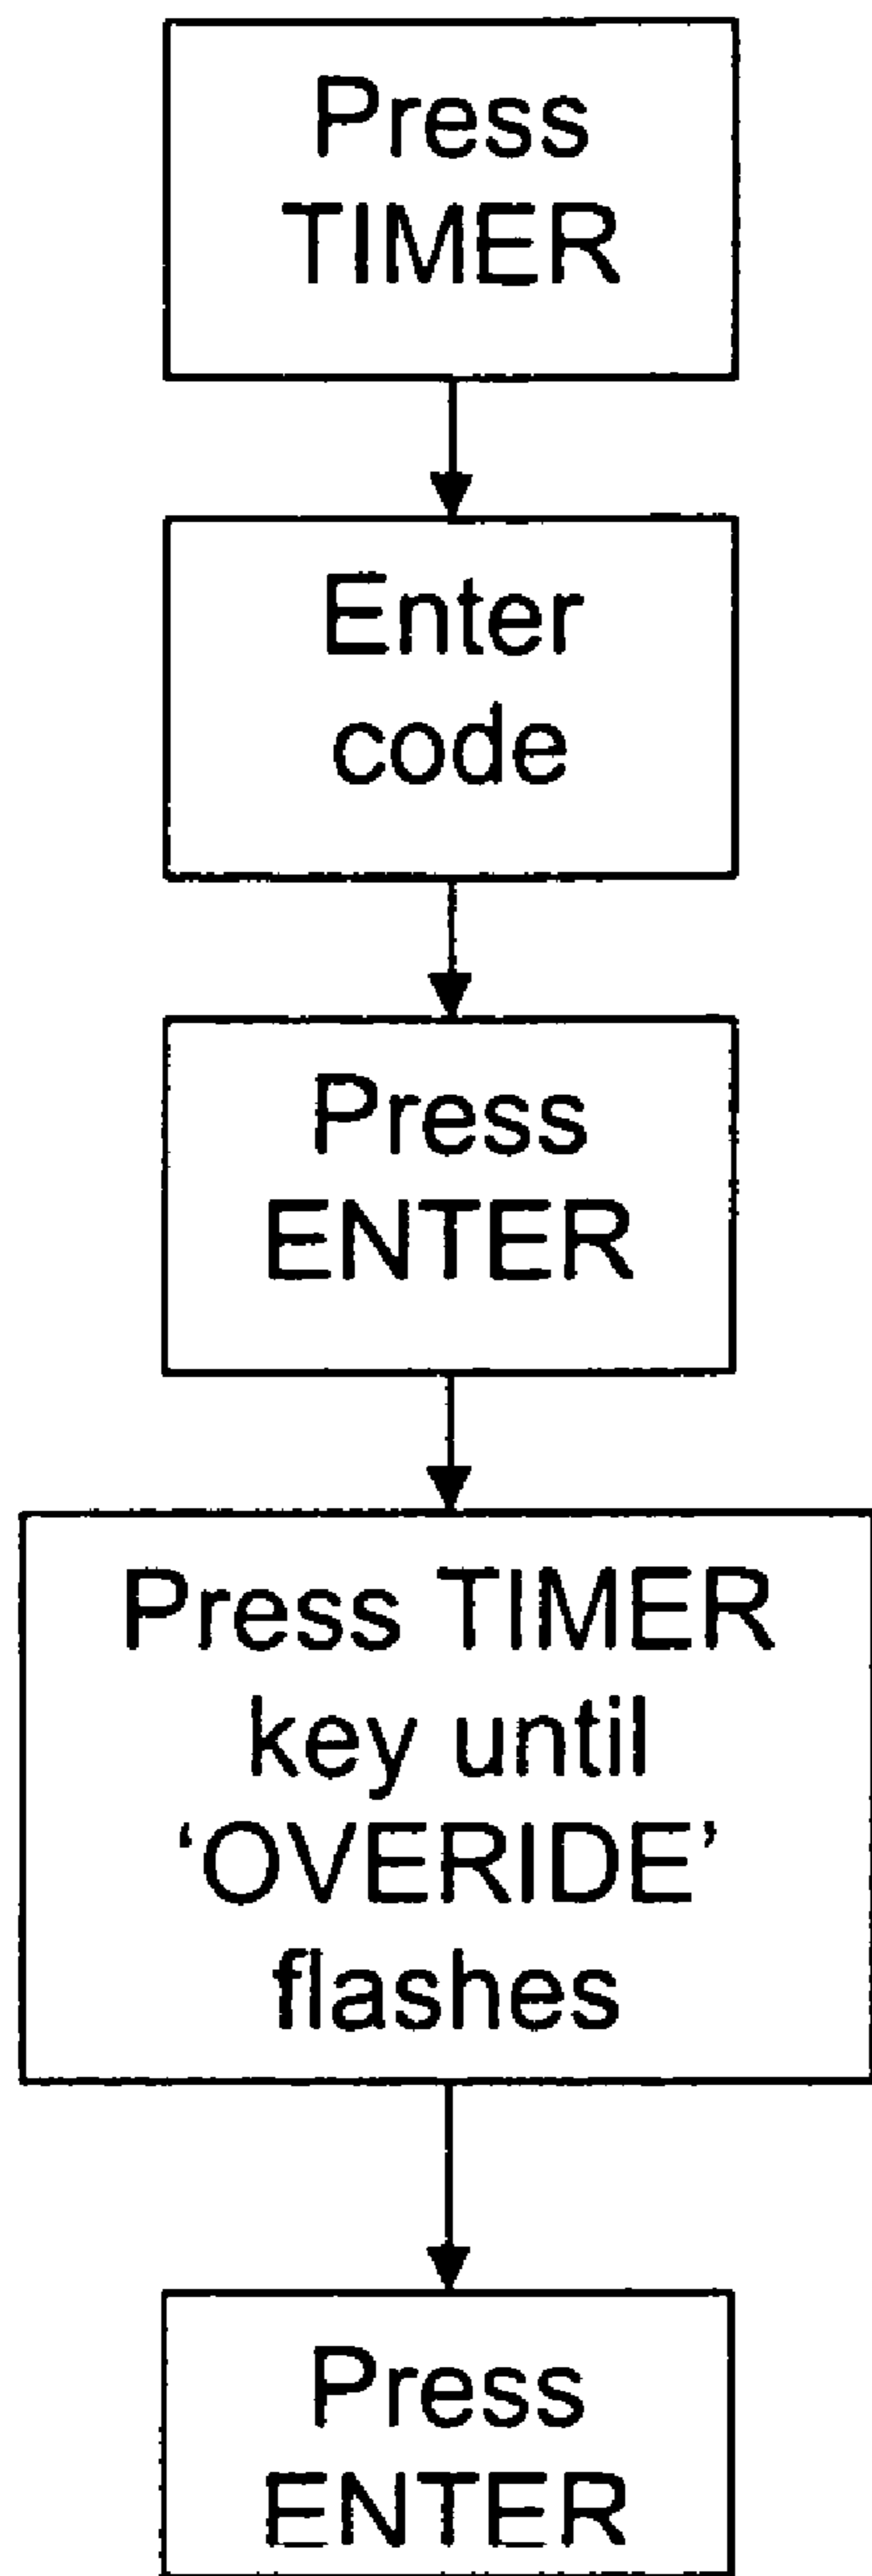 Press
TIMER
Enter
code
Press
ENTER
Press TIMER
key until
‘OVERIDE’
flashes
Press
ENTER